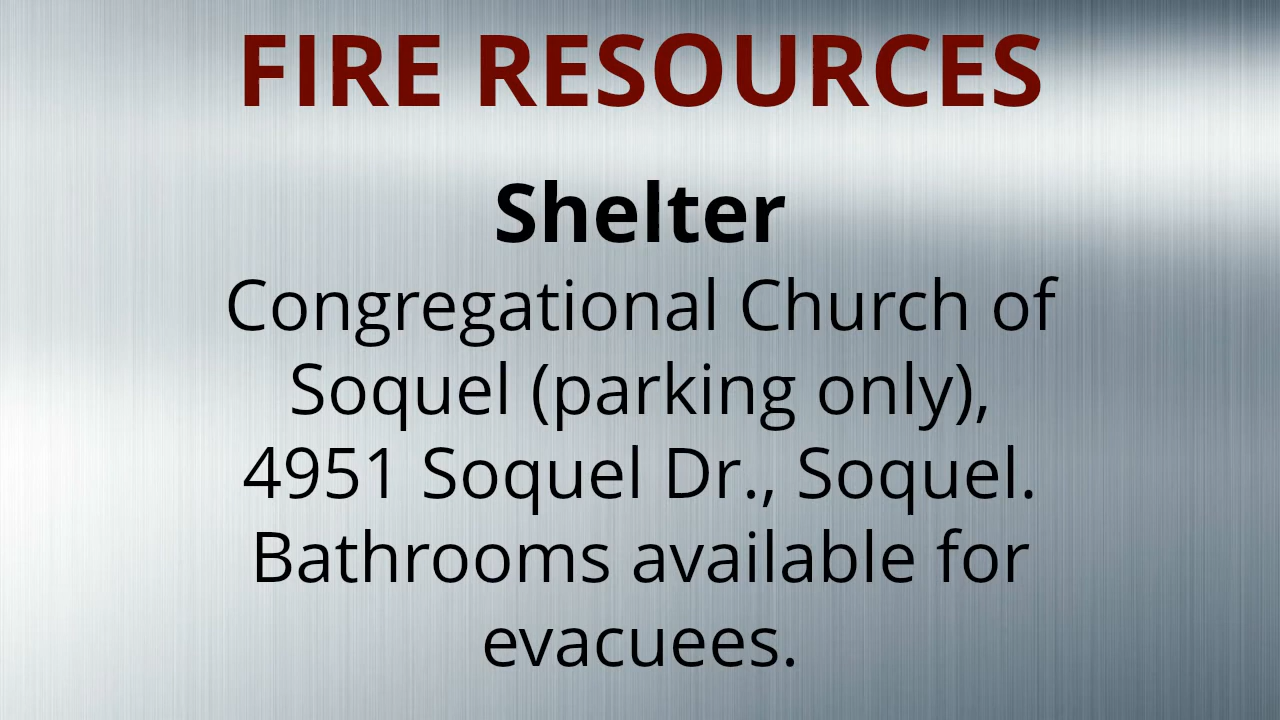 FIRE RESOURCES
Shelter
Congregational Church of
Soquel (parking only),
4951 Soquel Dr., Soquel.
Bathrooms available for
evacuees.